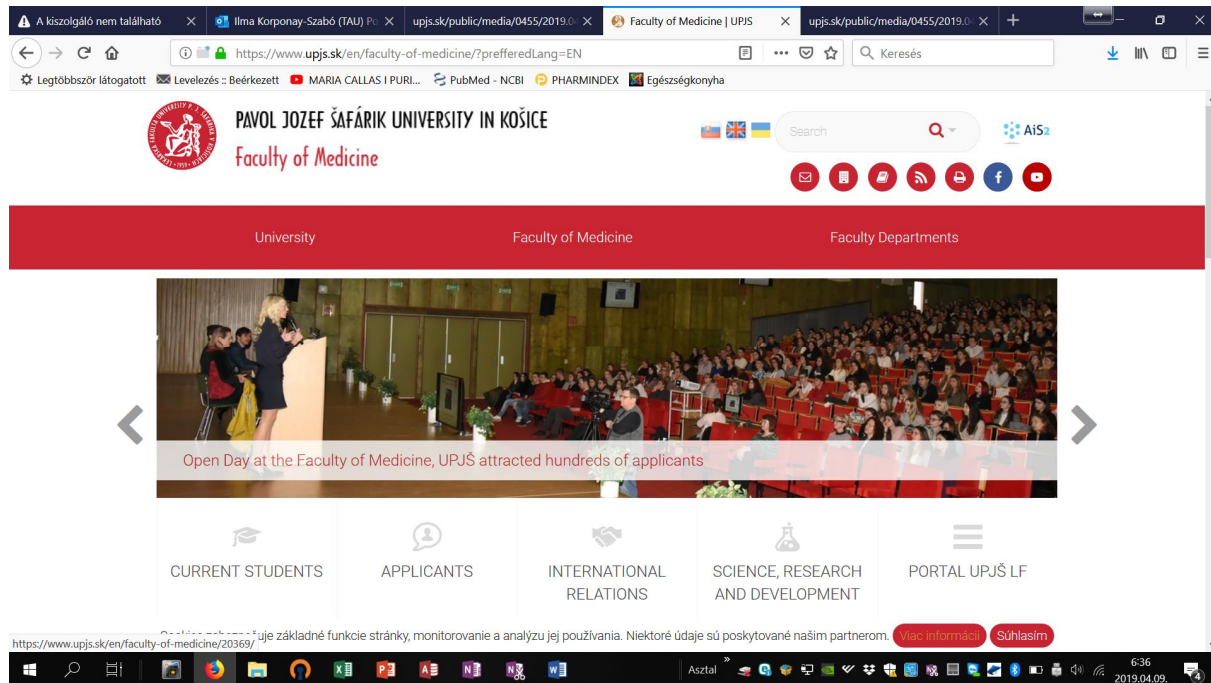 A kiszolgáló nem található
Ilma Korponay-Szabó (TAU) Po
upjs.sk/public/media/0455/2019.0
Faculty of Medicine | UPJS
upjs.sk/public/media/0455/2019.0
https://www.upjs.sk/en/faculty-of-medicine/?prefferedLang=EN
Keresés
Legtöbbször látogatott
Levelezés :: Beérkezett
MARIA CALLAS I PURI...
PubMed - NCBI
PHARMINDEX
Egészségkonyha
PAVOL JOZEF ŠAFÁRIK UNIVERSITY IN KOŠICE
Faculty of Medicine
Search
AiS2
University
Faculty of Medicine
Faculty Departments
Open Day at the Faculty of Medicine, UPJŠ attracted hundreds of applicants
CURRENT STUDENTS
APPLICANTS
INTERNATIONAL
RELATIONS
SCIENCE, RESEARCH
AND DEVELOPMENT
PORTAL UPJŠ LF
uje základné funkcie stránky, monitorovanie a analýzu jej používania. Niektoré údaje sú poskytované našim partnerom.
Viac informácií
Súhlasím
https://www.upjs.sk/en/faculty-of-medicine/20369/
Asztal
6:36
2019.04.09.